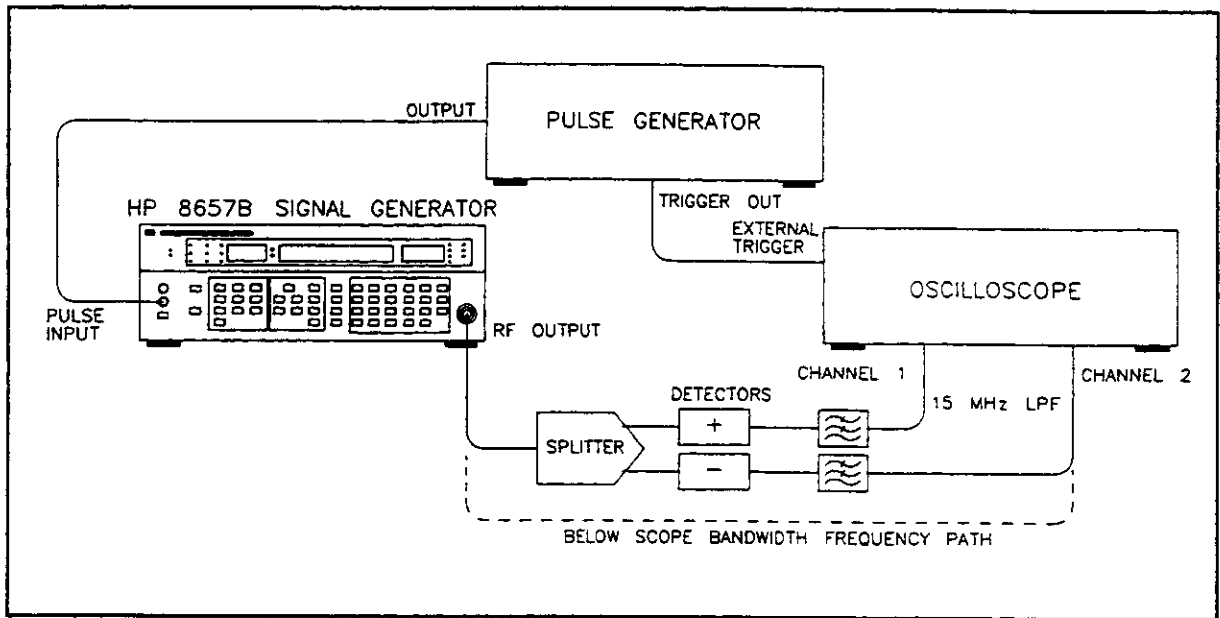 OUTPUT
PULSE GENERATOR
TRIGGER OUT
HP 8657B SIGNAL GENERATOR
EXTERNAL
TRIGGER
OSCILLOSCOPE
PULSE
INPUT
RF OUTPUT
CHANNEL 1
CHANNEL 2
DETECTORS
15 MHz LPF
SPLITTER
+
−
BELOW SCOPE BANDWIDTH FREQUENCY PATH